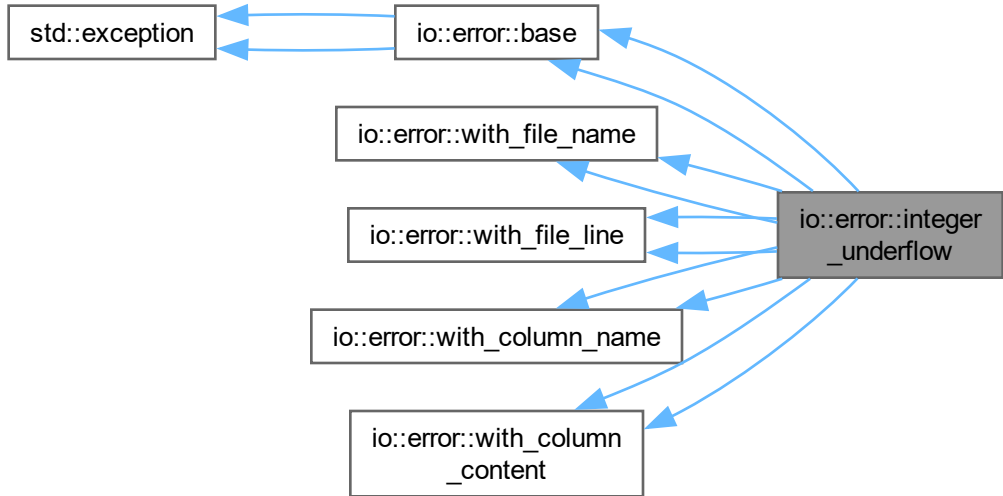 std::exception
io::error::base
io::error::with_file_name
io::error::integer
_underflow
io::error::with_file_line
io::error::with_column_name
io::error::with_column
_content